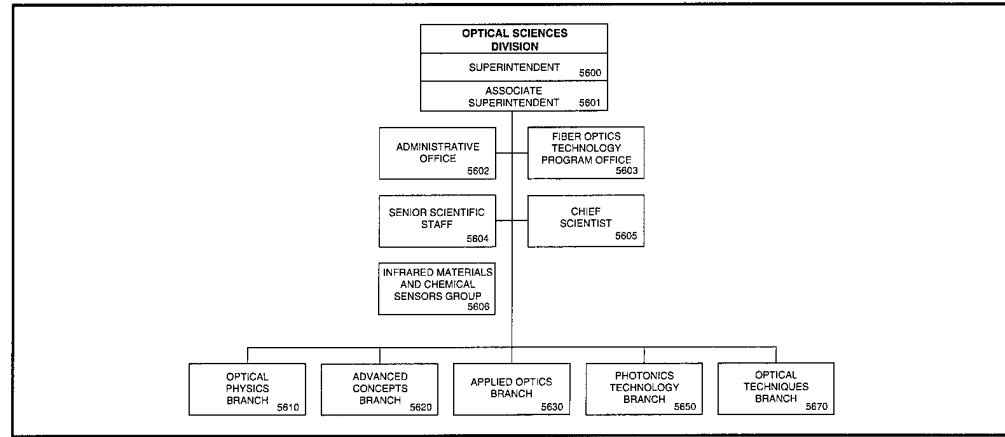 OPTICAL SCIENCES
DIVISION
SUPERINTENDENT 5600
ASSOCIATE
SUPERINTENDENT 5601
ADMINISTRATIVE
OFFICE
5602
FIBER OPTICS
TECHNOLOGY
PROGRAM OFFICE
5603
SENIOR SCIENTIFIC
STAFF
5604
CHIEF
SCIENTIST
5605
INFRARED MATERIALS
AND CHEMICAL
SENSORS GROUP
5606
OPTICAL
PHYSICS
BRANCH 5610
ADVANCED
CONCEPTS
BRANCH 5620
APPLIED OPTICS
BRANCH
5630
PHOTONICS
TECHNOLOGY
BRANCH 5650
OPTICAL
TECHNIQUES
BRANCH 5670